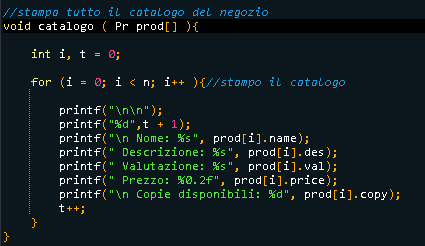 //stampa tutto il catalogo del negozio
void catalogo ( Pr prod[] ){
int i, t = 0;
for (i = 0; i < n; i++ ){//stampo il catalogo
printf("\n\n");
printf("%d",t + 1);
printf("\n Nome: %s", prod[i].name);
printf(" Descrizione: %s", prod[i].des);
printf(" Valutazione: %s", prod[i].val);
printf(" Prezzo: %0.2f", prod[i].price);
printf("\n Copie disponibili: %d", prod[i].copy);
t++;
}
}